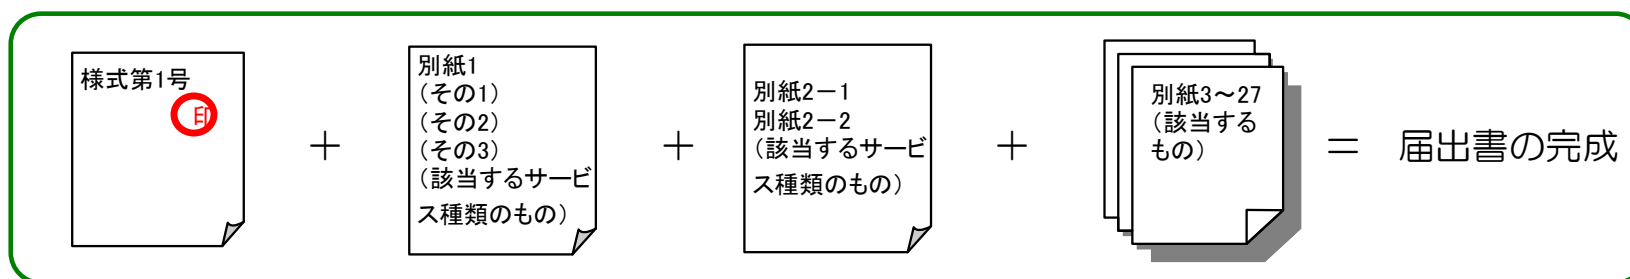 様式第1号
印
+
別紙1
(その1)
(その2)
(その3)
(該当するサービ
ス種類のもの)
+
別紙2-1
別紙2-2
(該当するサービ
ス種類のもの)
+
別紙3~27
(該当する
もの)
=
届出書の完成